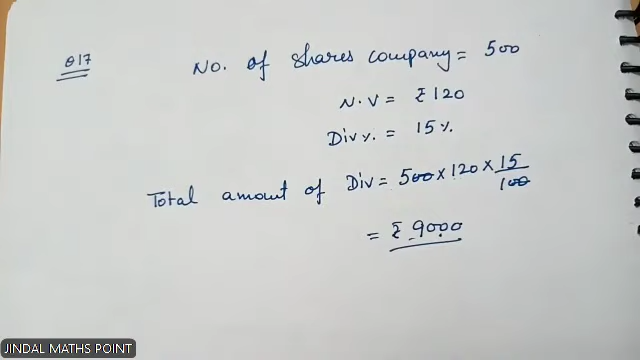 Q17
No. of shares company = 500
N.V = ₹120
Div%. = 15%.
Total amount of Div = 500 x 120 x 15/100
= ₹ 9000
JINDAL MATHS POINT